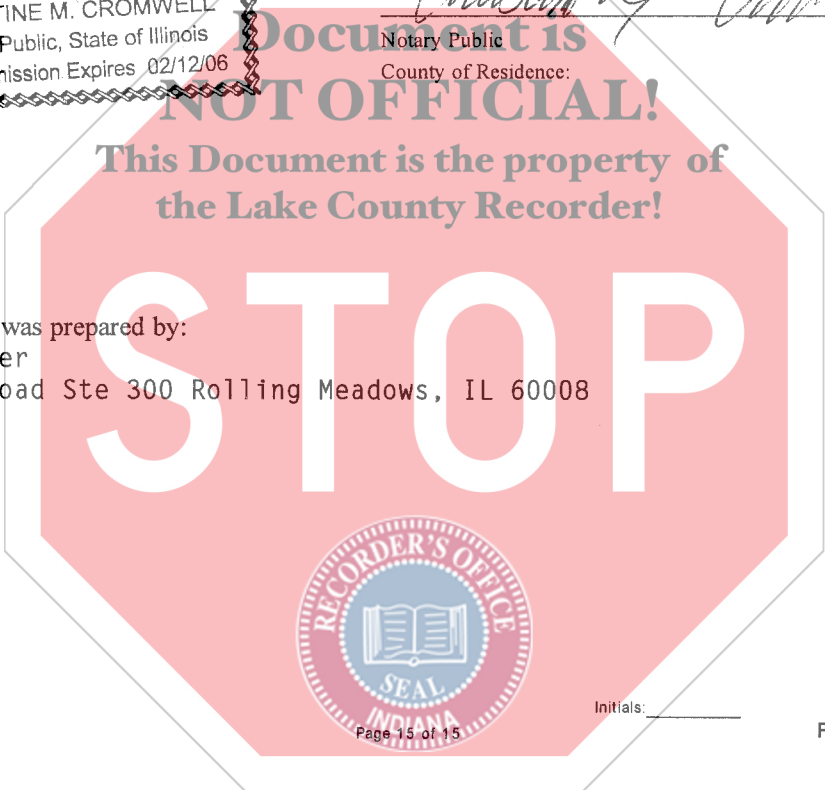 TINE M. CROMWELL
Public, State of Illinois
mission Expires 02/12/06
Notary Public
County of Residence:
Document is
NOT OFFICIAL!
This Document is the property of
the Lake County Recorder!
was prepared by:
er
oad Ste 300 Rolling Meadows, IL 60008
STOP
RECORDER'S OFFICE
SEAL
INDIANA
Initials:
Page 15 of 15